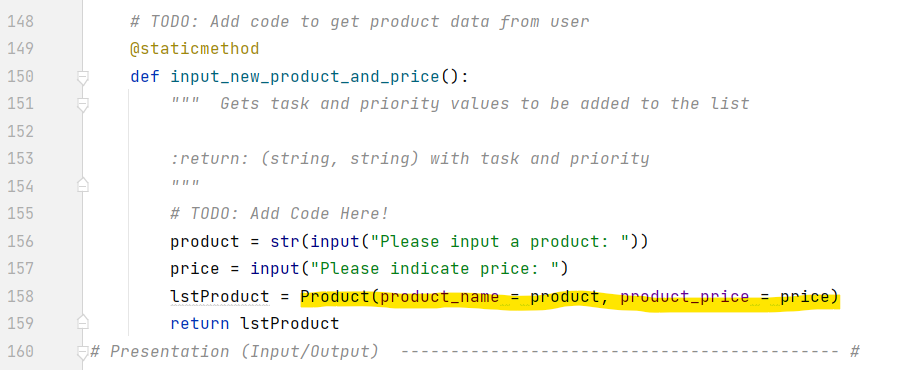 148 # TODO: Add code to get product data from user
149 @staticmethod
150 def input_new_product_and_price():
151 """  Gets task and priority values to be added to the list
152
153 :return: (string, string) with task and priority
154 """
155 # TODO: Add Code Here!
156 product = str(input("Please input a product: "))
157 price = input("Please indicate price: ")
158 lstProduct = Product(product_name = product, product_price = price)
159 return lstProduct
160 # Presentation (Input/Output)  -------------------------------------------- #